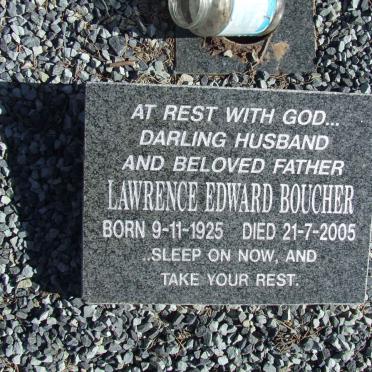 AT REST WITH GOD...
DARLING HUSBAND
AND BELOVED FATHER
LAWRENCE EDWARD BOUCHER
BORN 9-11-1925 DIED 21-7-2005
..SLEEP ON NOW, AND
TAKE YOUR REST.